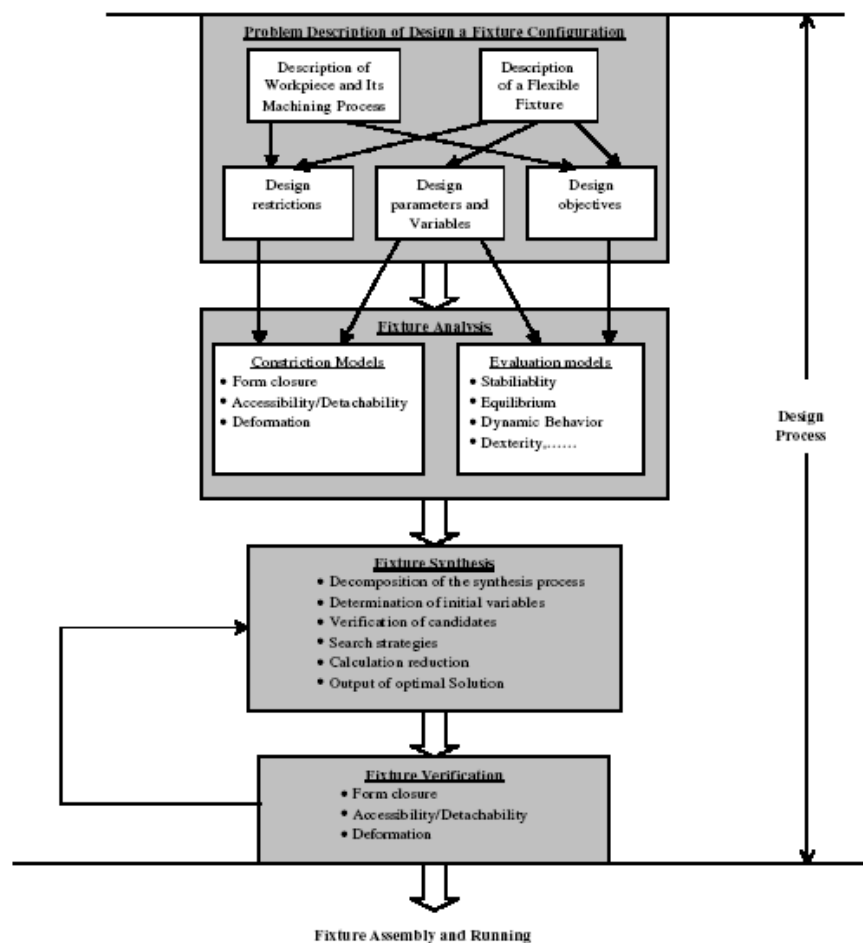 Problem Description of Design a Fixture Configuration
Description of
Workpiece and Its
Machining Process
Description
of a Flexible
Fixture
Design
restrictions
Design
parameters and
Variables
Design
objectives
Fixture Analysis
Constriction Models
• Form closure
• Accessibility/Detachability
• Deformation
Evaluation models
• Stabiliablity
• Equilibrium
• Dynamic Behavior
• Dexterity,……
Design
Process
Fixture Synthesis
• Decomposition of the synthesis process
• Determination of initial variables
• Verification of candidates
• Search strategies
• Calculation reduction
• Output of optimal Solution
Fixture Verification
• Form closure
• Accessibility/Detachability
• Deformation
Fixture Assembly and Running